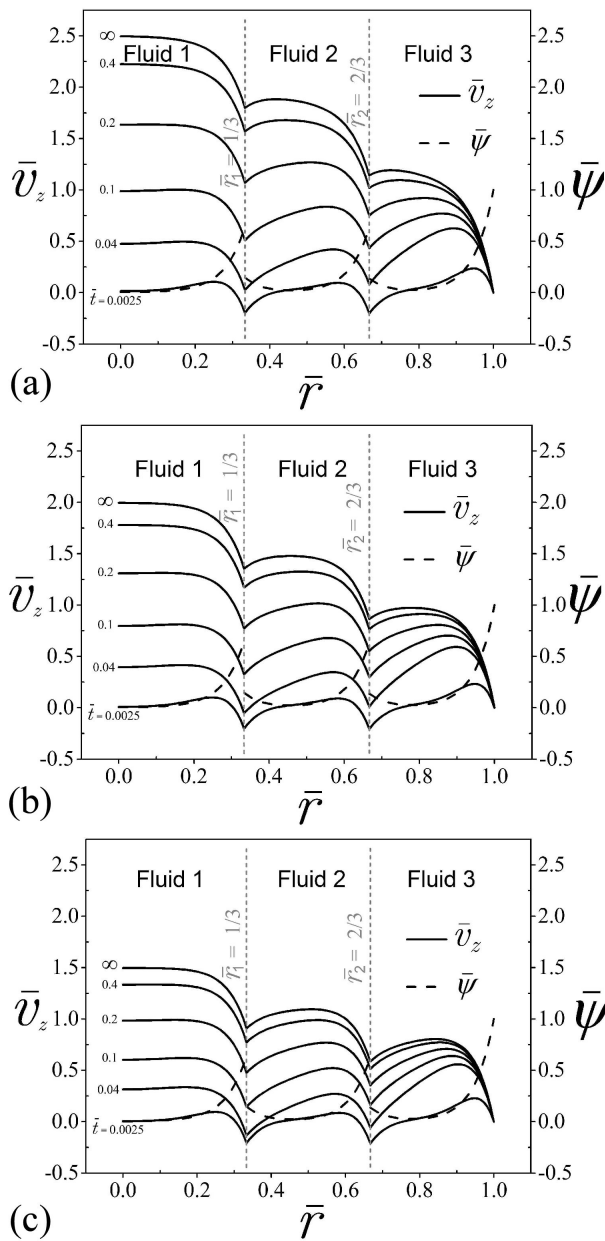 2.5
2.0
1.5
1.0
0.5
0.0
-0.5
∞
0.4
0.2
0.1
0.04
t̄ = 0.0025
Fluid 1
Fluid 2
Fluid 3
r̄₁ = 1/3
r̄₂ = 2/3
v̄z
ψ̄
v̄z
ψ̄
2.5
2.0
1.5
1.0
0.5
0.0
-0.5
0.0 0.2 0.4 0.6 0.8 1.0
(a)
r̄
2.5
2.0
1.5
1.0
0.5
0.0
-0.5
∞
0.4
0.2
0.1
0.04
t̄ = 0.0025
Fluid 1
Fluid 2
Fluid 3
r̄₁ = 1/3
r̄₂ = 2/3
v̄z
ψ̄
v̄z
ψ̄
2.5
2.0
1.5
1.0
0.5
0.0
-0.5
0.0 0.2 0.4 0.6 0.8 1.0
(b)
r̄
2.5
2.0
1.5
1.0
0.5
0.0
-0.5
∞
0.4
0.2
0.1
0.04
t̄ = 0.0025
Fluid 1
Fluid 2
Fluid 3
r̄₁ = 1/3
r̄₂ = 2/3
v̄z
ψ̄
v̄z
ψ̄
2.5
2.0
1.5
1.0
0.5
0.0
-0.5
0.0 0.2 0.4 0.6 0.8 1.0
(c)
r̄